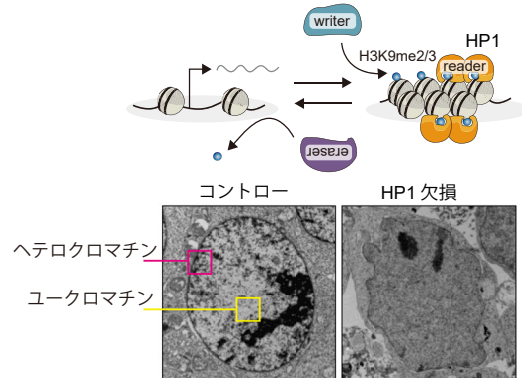 writer
H3K9me2/3
HP1
reader
eraser
コントロー
HP1 欠損
ヘテロクロマチン
ユークロマチン